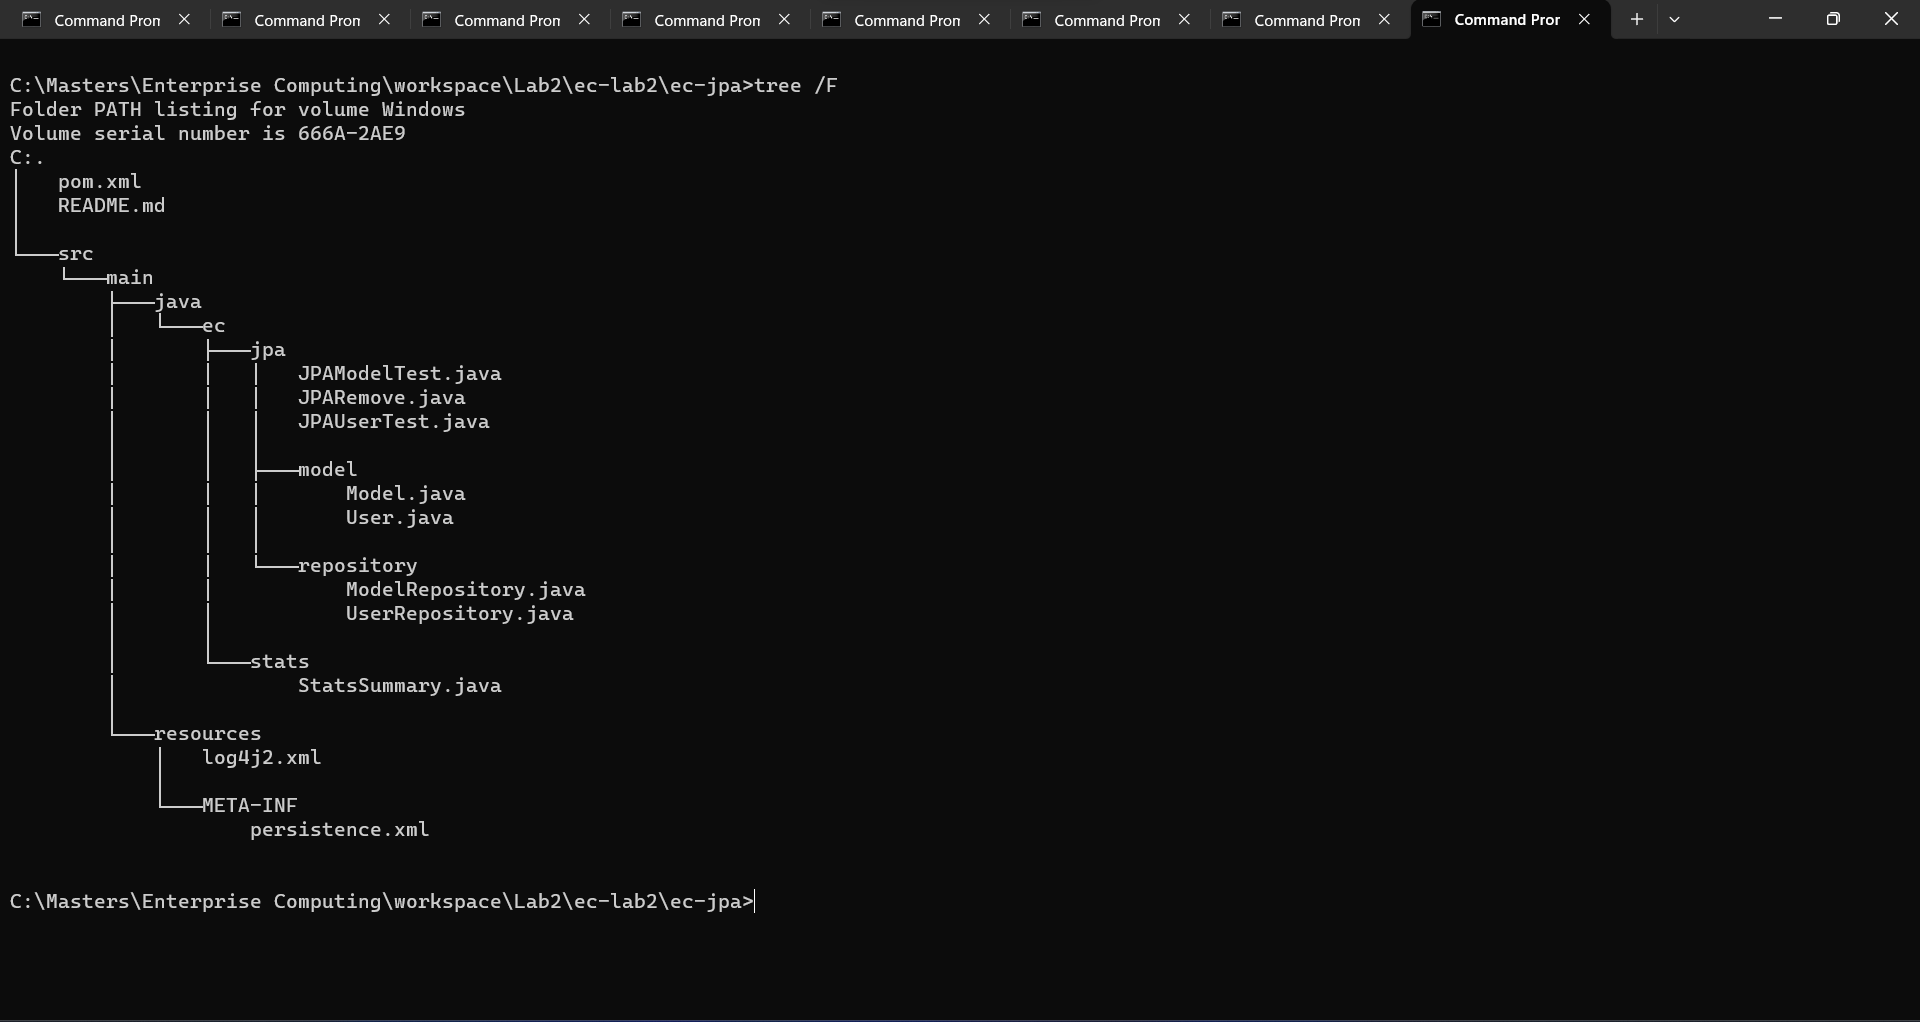 Command Pron Command Pron Command Pron Command Pron Command Pron Command Pron Command Pron Command Pror
C:\Masters\Enterprise Computing\workspace\Lab2\ec-lab2\ec-jpa>tree /F
Folder PATH listing for volume Windows
Volume serial number is 666A-2AE9
C:.
│   pom.xml
│   README.md
│
└───src
    └───main
        ├───java
        │   └───ec
        │       ├───jpa
        │       │   │   JPAModelTest.java
        │       │   │   JPARemove.java
        │       │   │   JPAUserTest.java
        │       │   │
        │       │   ├───model
        │       │   │       Model.java
        │       │   │       User.java
        │       │   │
        │       │   └───repository
        │       │           ModelRepository.java
        │       │           UserRepository.java
        │       │
        │       └───stats
        │               StatsSummary.java
        │
        └───resources
            │   log4j2.xml
            │
            └───META-INF
                    persistence.xml
C:\Masters\Enterprise Computing\workspace\Lab2\ec-lab2\ec-jpa>